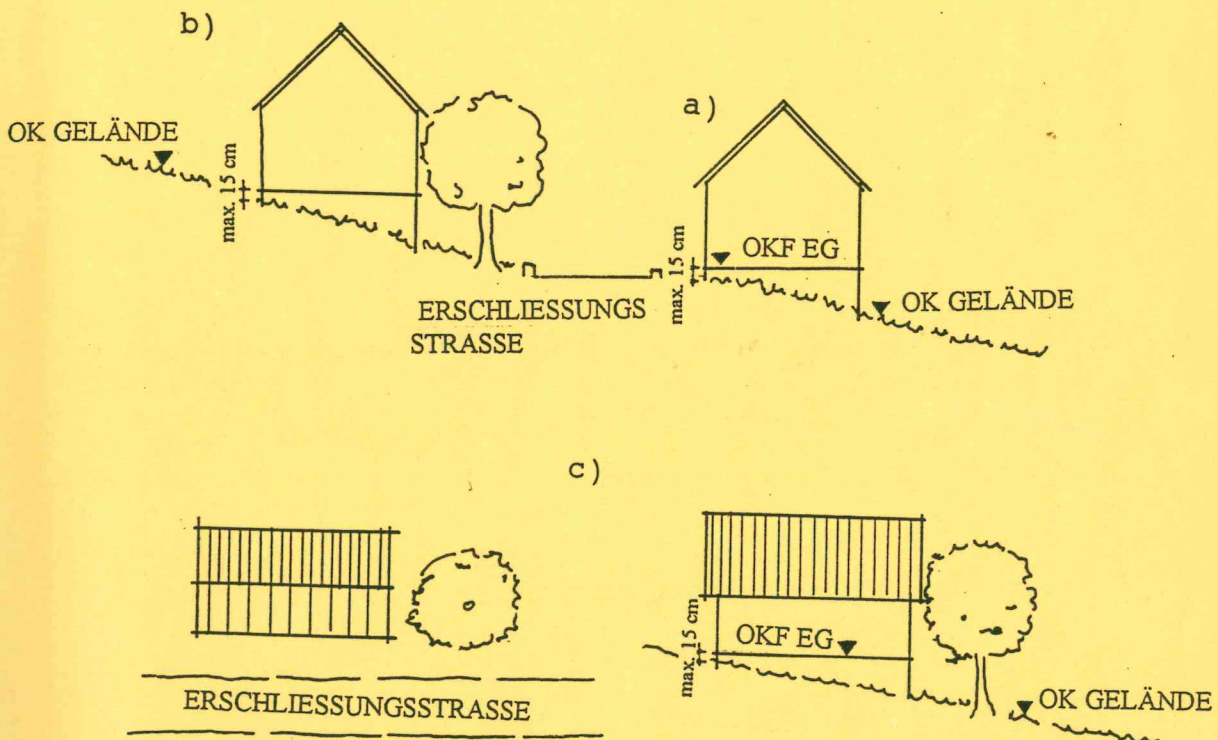 b)
a)
OK GELÄNDE
max. 15 cm
max. 15 cm
OKF EG
OK GELÄNDE
ERSCHLIESSUNGS
STRASSE
c)
max. 15 cm
OKF EG
OK GELÄNDE
ERSCHLIESSUNGSSTRASSE